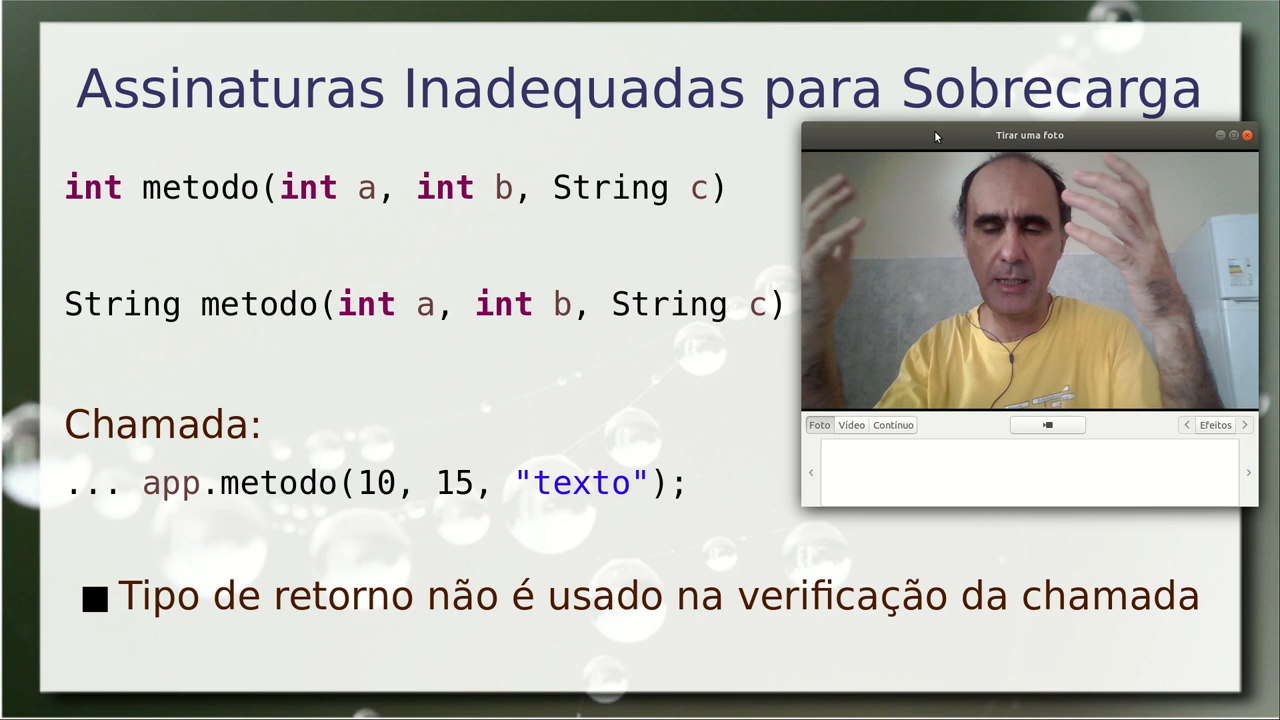 Assinaturas Inadequadas para Sobrecarga
int metodo(int a, int b, String c)
String metodo(int a, int b, String c)
Chamada:
... app.metodo(10, 15, "texto");
■ Tipo de retorno não é usado na verificação da chamada
Tirar uma foto
Foto Vídeo Contínuo
Efeitos